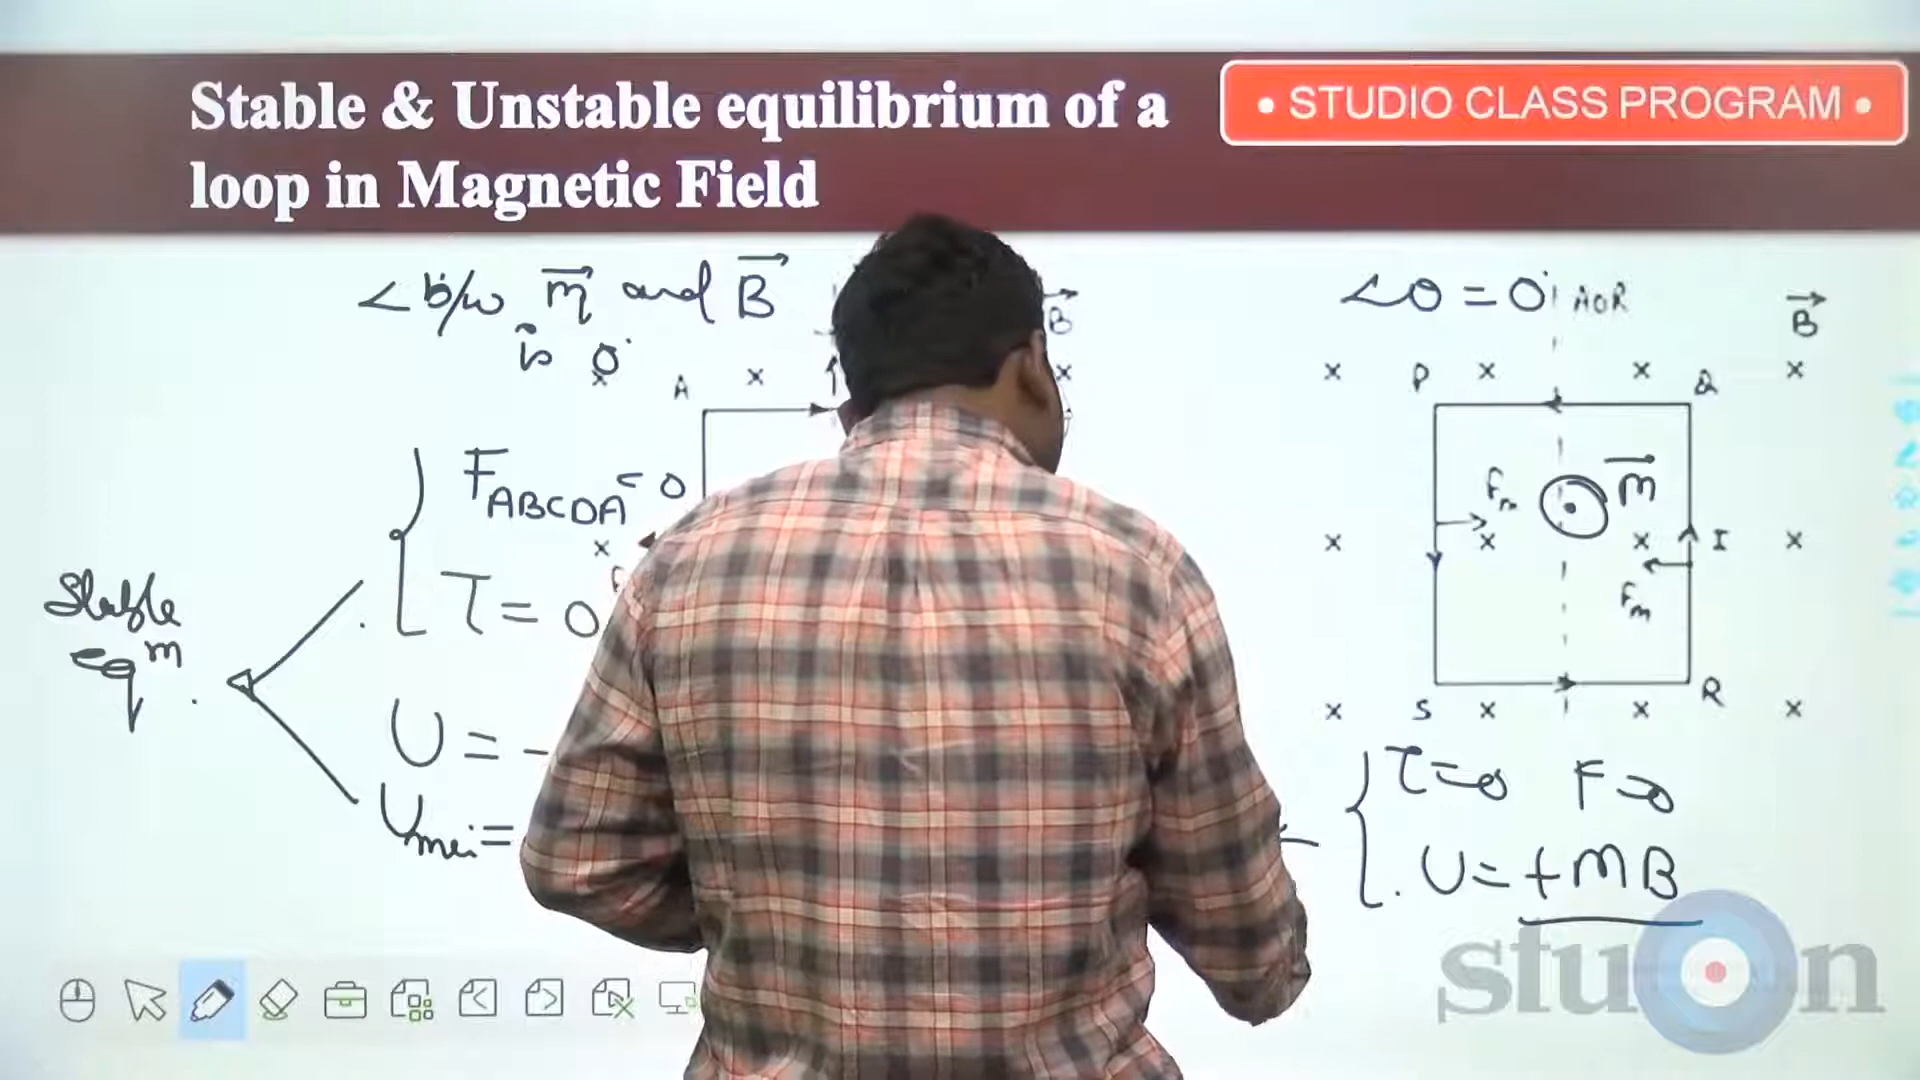 Stable & Unstable equilibrium of a
loop in Magnetic Field
• STUDIO CLASS PROGRAM •
∠ b/w m⃗ and B⃗
is 0°
A × × B⃗
F_ABCDA = 0
×
τ = 0
Stable
eq^m.
U = -
U_min =
∠θ = 0° AOR B⃗
× P × × Q ×
F_m m⃗
× × × I ×
F_m
× S × × R ×
τ = 0 F = 0
U = +MB
stuon